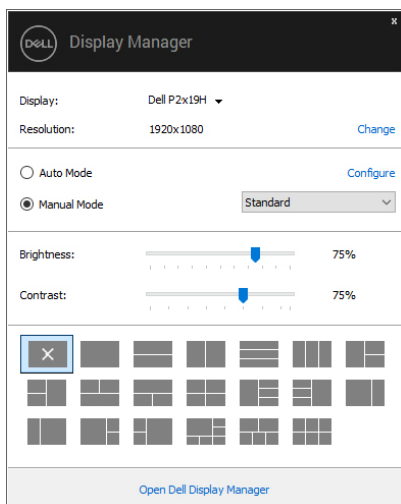 x
DELL Display Manager
Display: Dell P2x19H
Resolution: 1920x1080 Change
Auto Mode Configure
Manual Mode Standard
Brightness: 75%
Contrast: 75%
Open Dell Display Manager